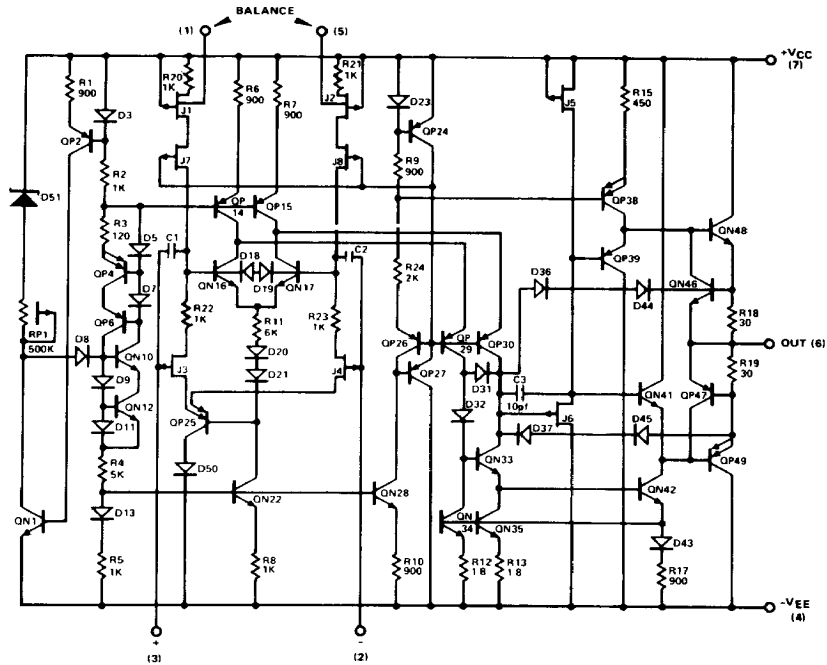 BALANCE
(1)
(5)
+VCC
(7)
R1
900
D3
R20
1K
J1
R6
900
R7
900
R21
1K
J2
D23
QP24
J5
R15
450
QP2
R2
1K
J7
J8
R9
900
D51
QP
14
QP15
QP38
R3
120
D5
C1
C2
QN48
QP4
D7
QN16
D18
D19
QN17
R24
2K
QP39
D36
D44
QN46
R18
30
RP1
500K
D8
QP6
QN10
R22
1K
R11
6K
R23
1K
QP26
QP
29
QP30
OUT (6)
D20
D21
R19
30
D9
QN12
J3
J4
QP27
D31
C3
10pf
QN41
QP47
D11
QP25
D32
J6
D37
D45
R4
5K
D50
QN33
QP49
QN22
QN28
QN42
QN1
D13
QN
34
QN35
D43
R5
1K
R8
1K
R10
900
R12
1.8
R13
1.8
R17
900
-VEE
(4)
+
(3)
-
(2)